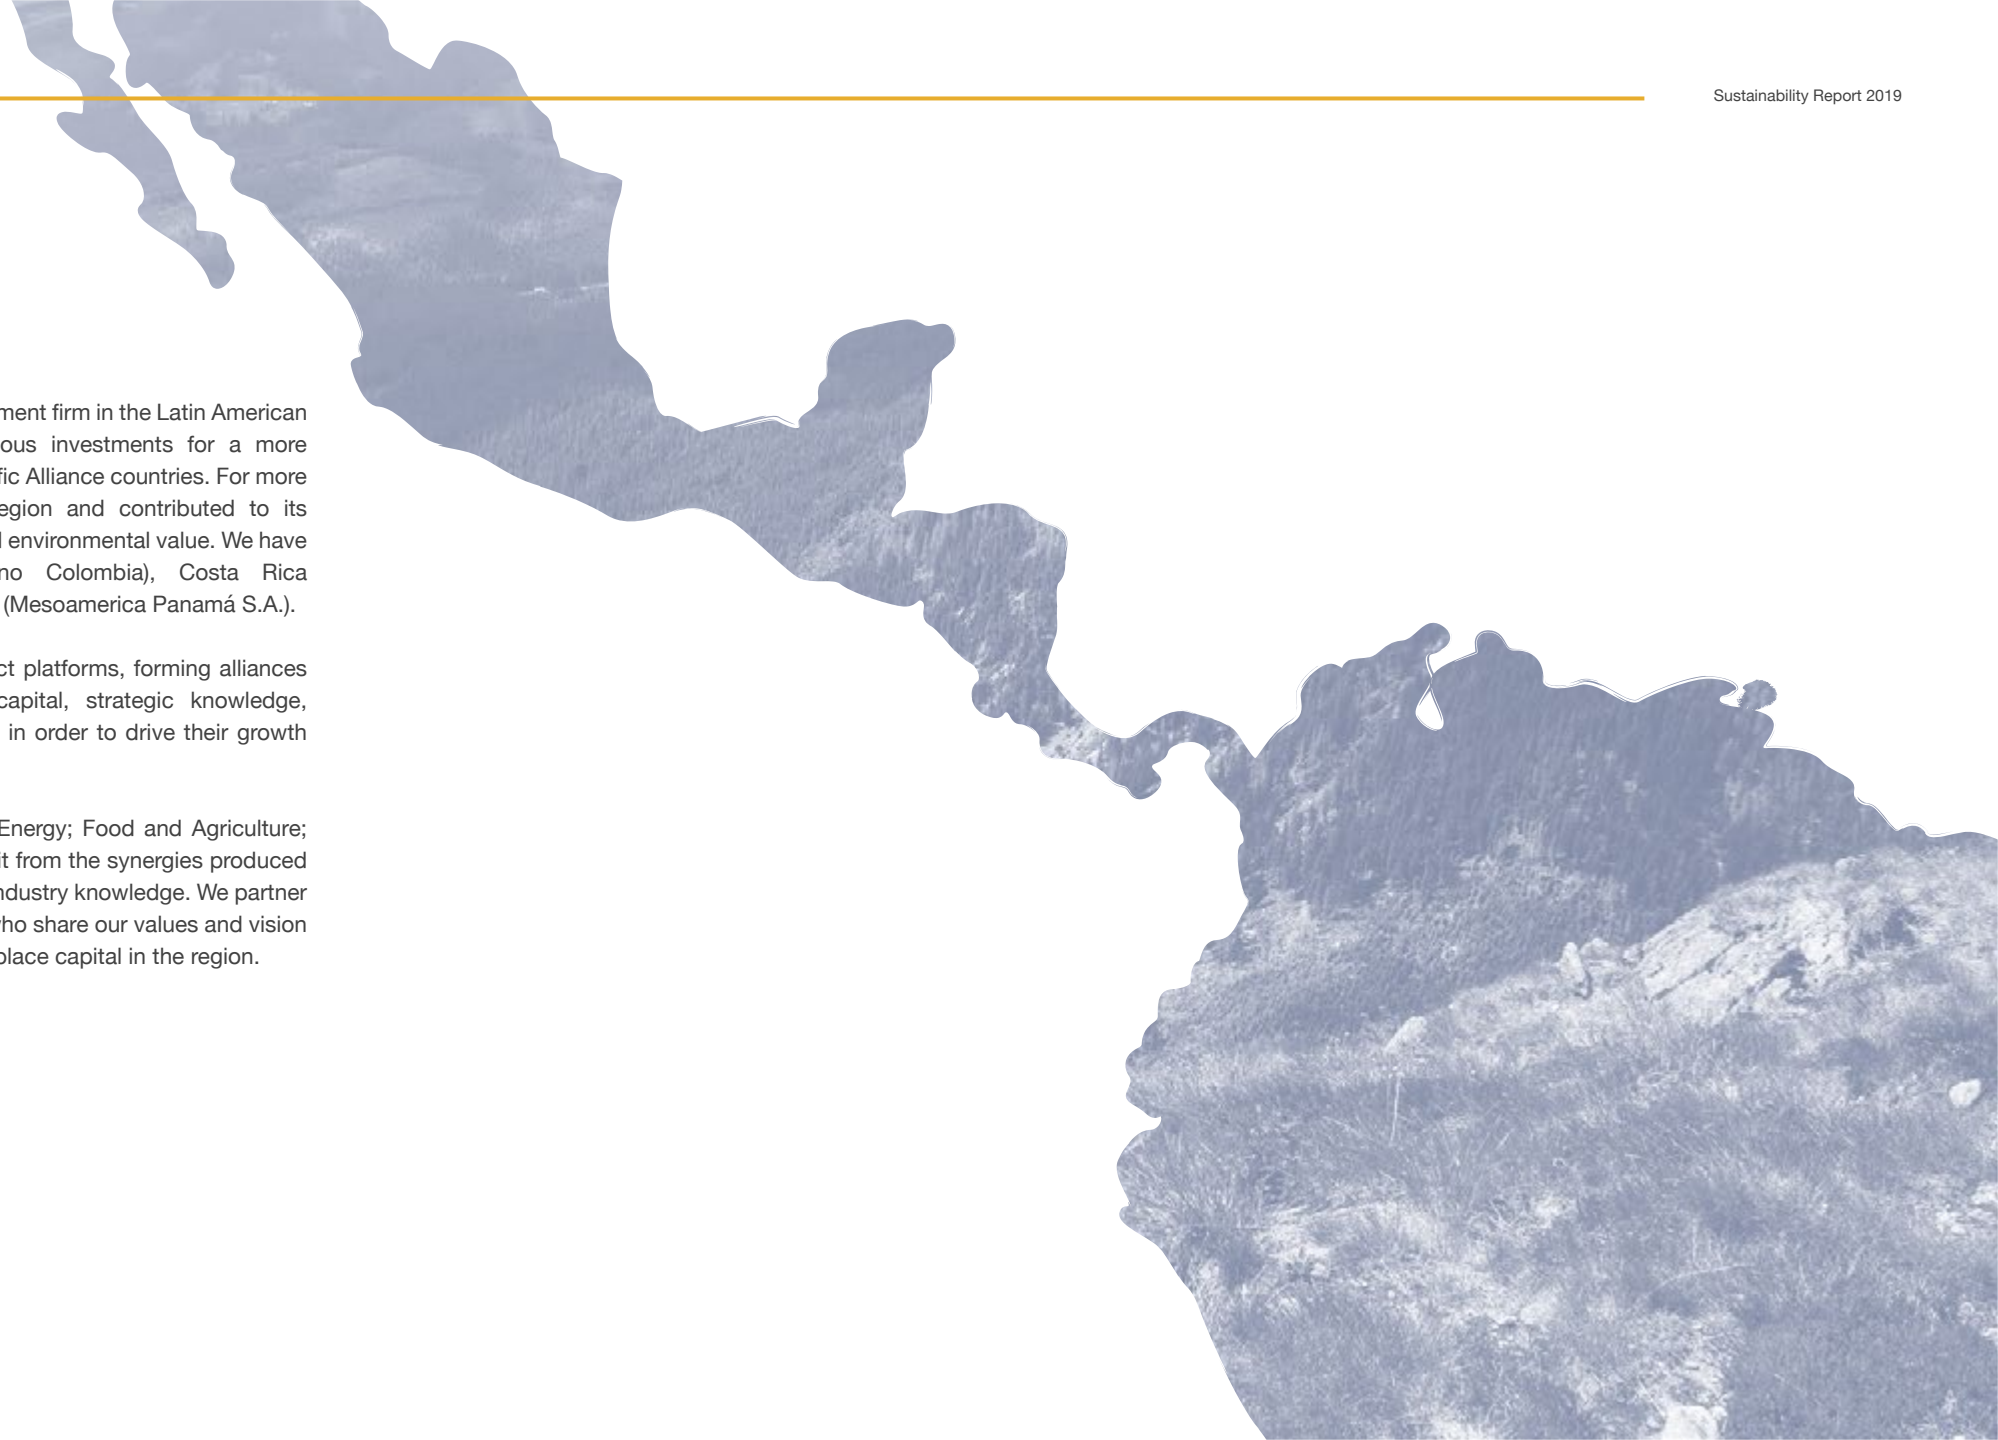 Sustainability Report 2019
ment firm in the Latin American
ous investments for a more
fic Alliance countries. For more
egion and contributed to its
environmental value. We have
no Colombia), Costa Rica
(Mesoamerica Panamá S.A.).
ct platforms, forming alliances
capital, strategic knowledge,
in order to drive their growth
Energy; Food and Agriculture;
it from the synergies produced
ndustry knowledge. We partner
who share our values and vision
place capital in the region.